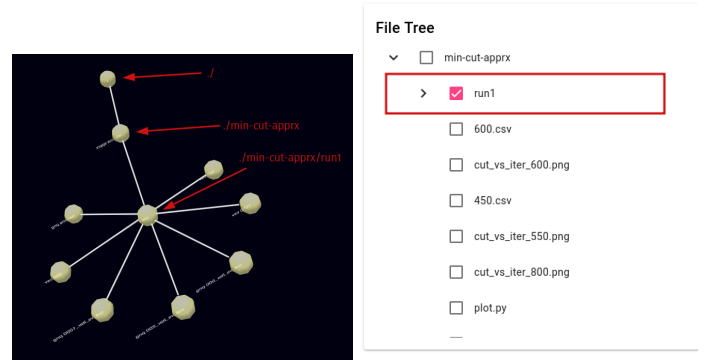 ./
./min-cut-apprx
./min-cut-apprx/run1
File Tree
min-cut-apprx
run1
600.csv
cut_vs_iter_600.png
450.csv
cut_vs_iter_550.png
cut_vs_iter_800.png
plot.py